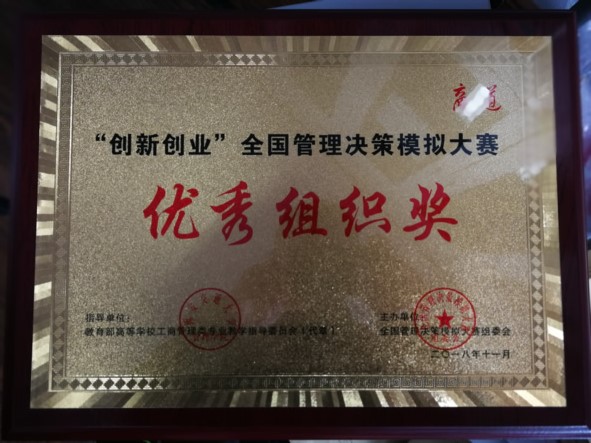 商道
“创新创业”全国管理决策模拟大赛
优秀组织奖
指导单位：
教育部高等学校工商管理类专业教学指导委员会（代章）
主办单位：
全国管理决策模拟大赛组委会
二〇一八年十一月